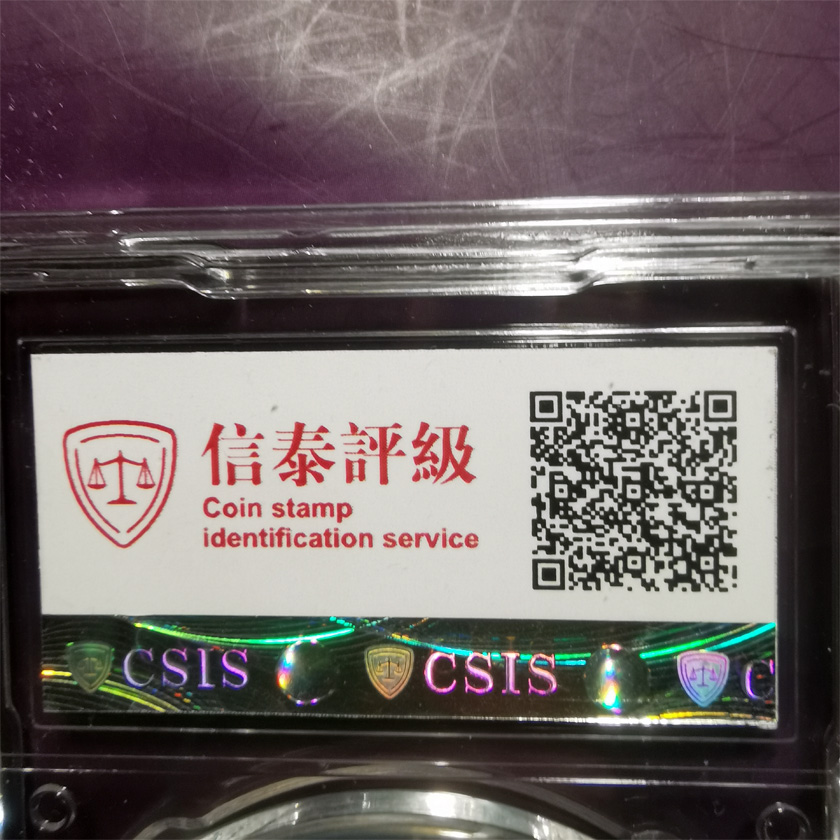 信泰評級
Coin stamp
identification service
CSIS CSIS C